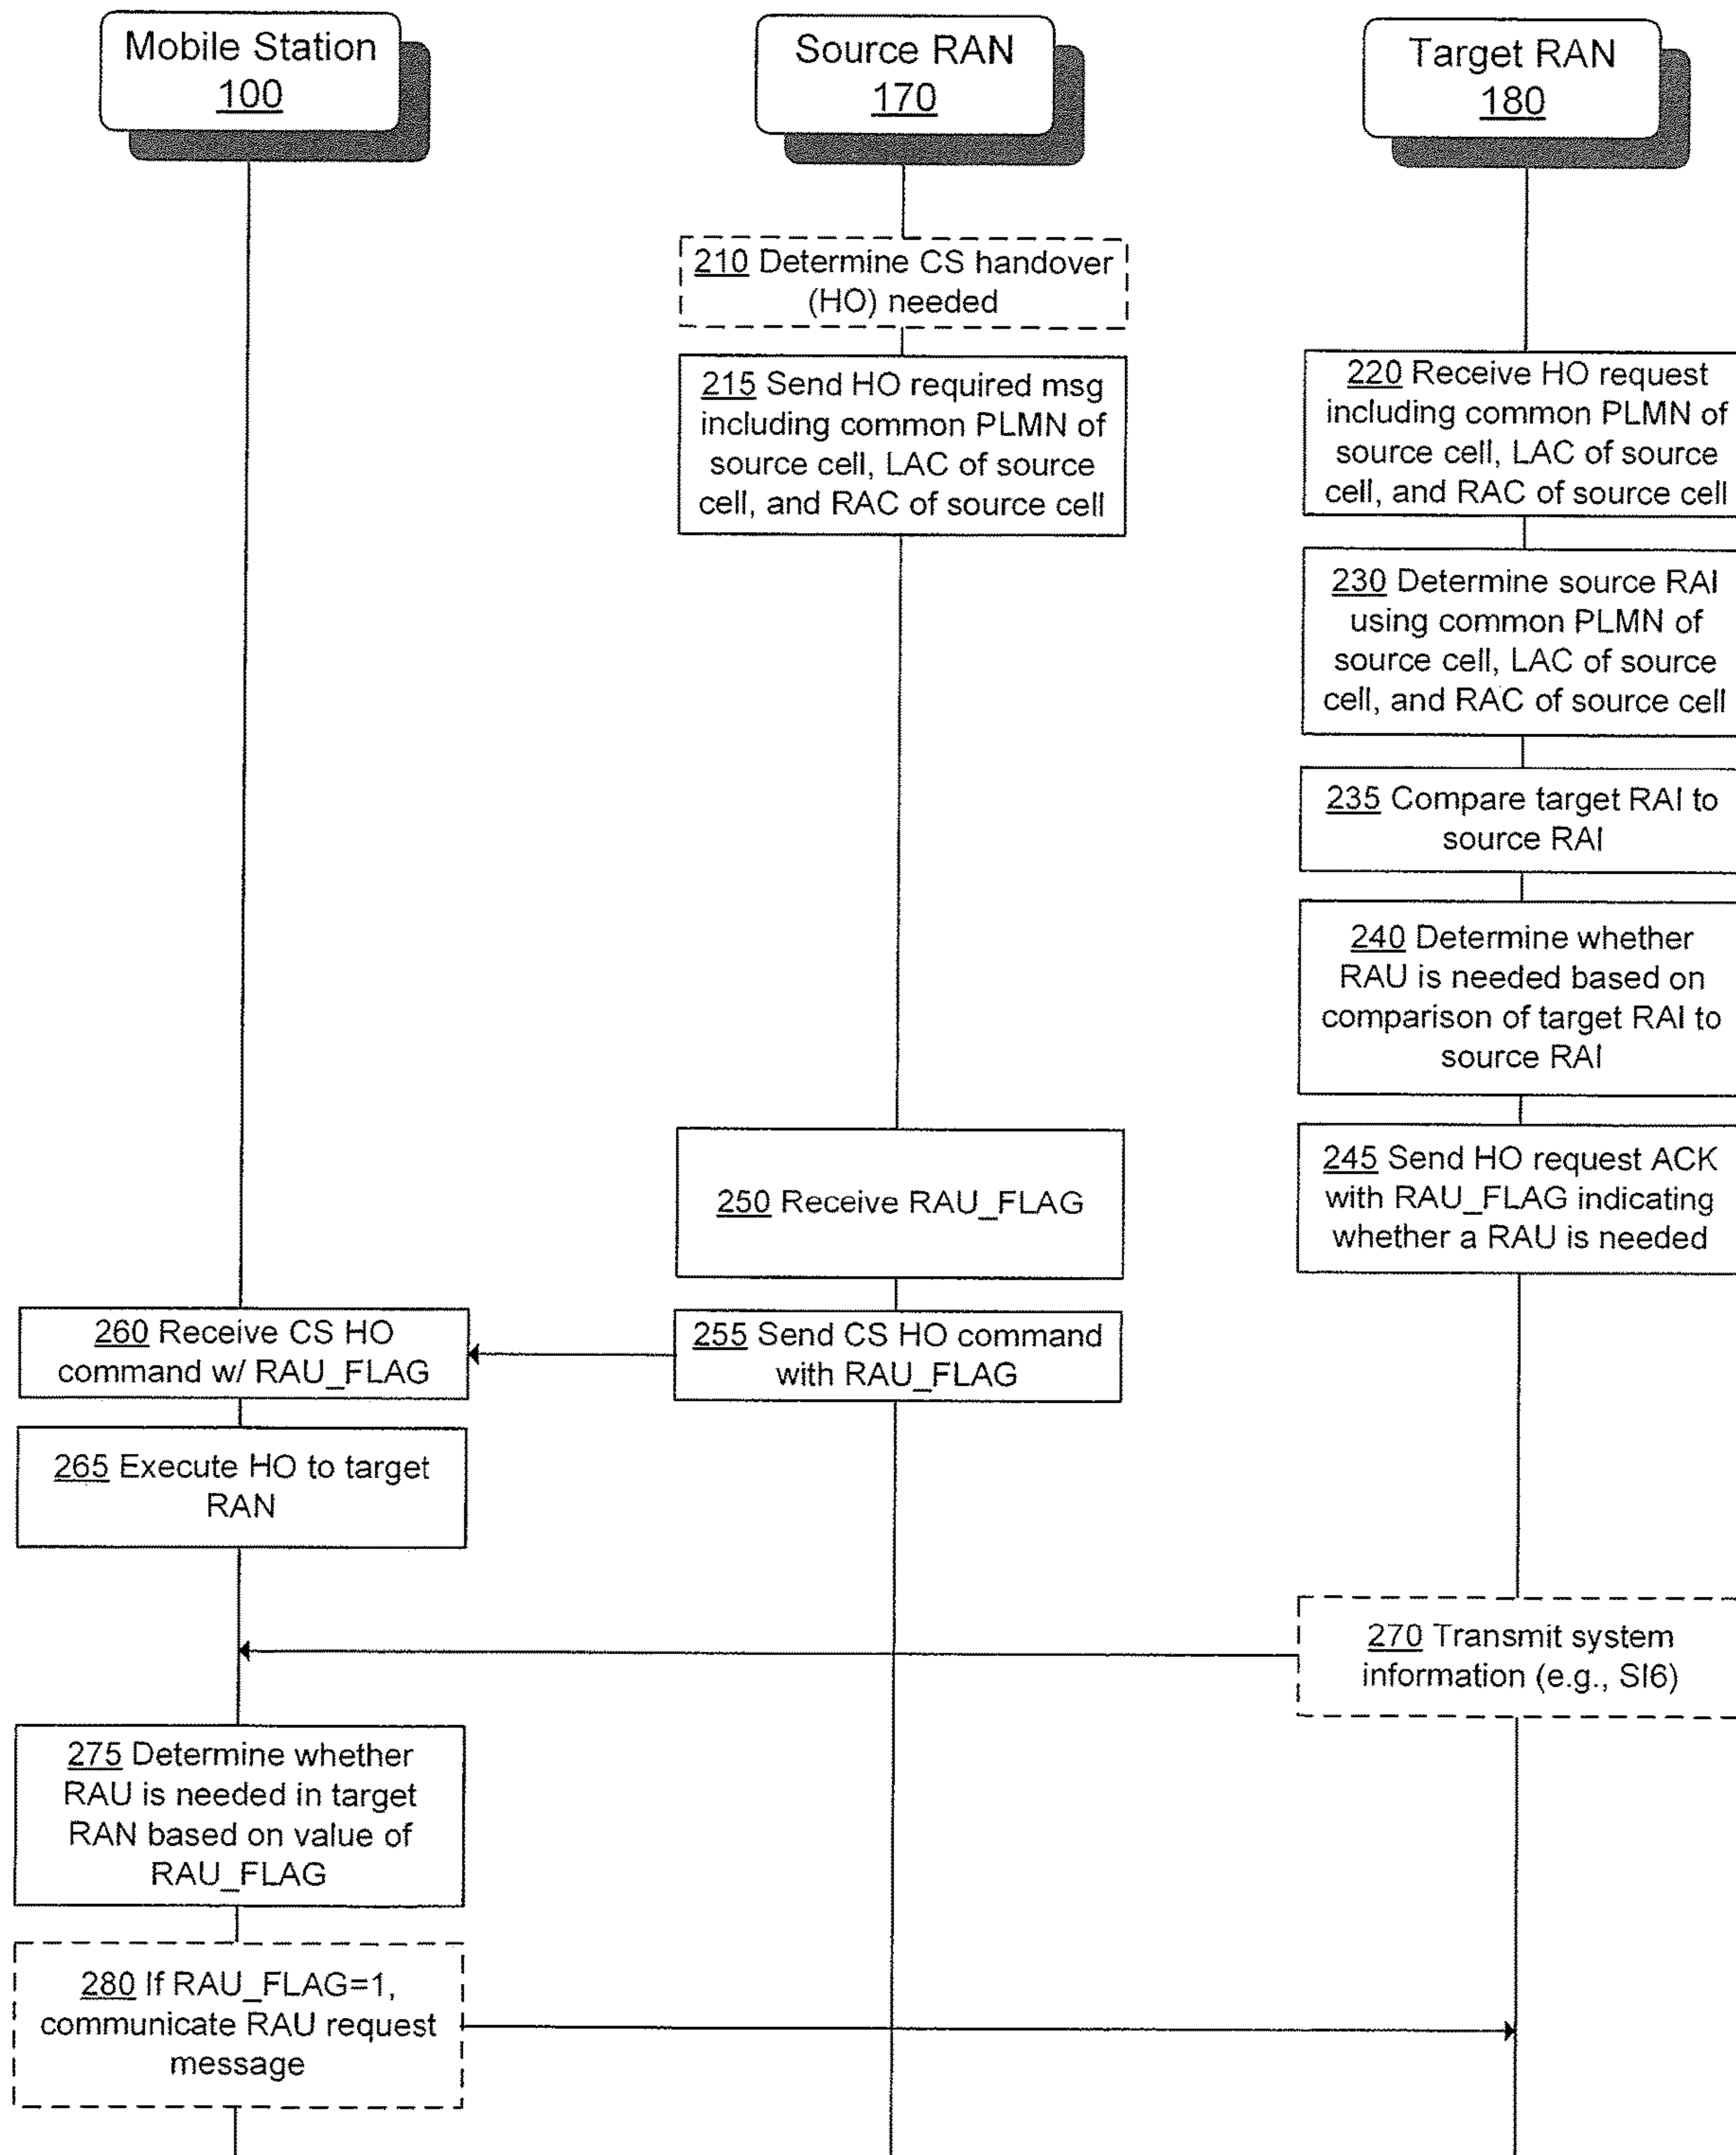 Mobile Station
100
Source RAN
170
Target RAN
180
210 Determine CS handover
(HO) needed
215 Send HO required msg
including common PLMN of
source cell, LAC of source
cell, and RAC of source cell
220 Receive HO request
including common PLMN of
source cell, LAC of source
cell, and RAC of source cell
230 Determine source RAI
using common PLMN of
source cell, LAC of source
cell, and RAC of source cell
235 Compare target RAI to
source RAI
240 Determine whether
RAU is needed based on
comparison of target RAI to
source RAI
245 Send HO request ACK
with RAU_FLAG indicating
whether a RAU is needed
250 Receive RAU_FLAG
255 Send CS HO command
with RAU_FLAG
260 Receive CS HO
command w/ RAU_FLAG
265 Execute HO to target
RAN
270 Transmit system
information (e.g., SI6)
275 Determine whether
RAU is needed in target
RAN based on value of
RAU_FLAG
280 If RAU_FLAG=1,
communicate RAU request
message